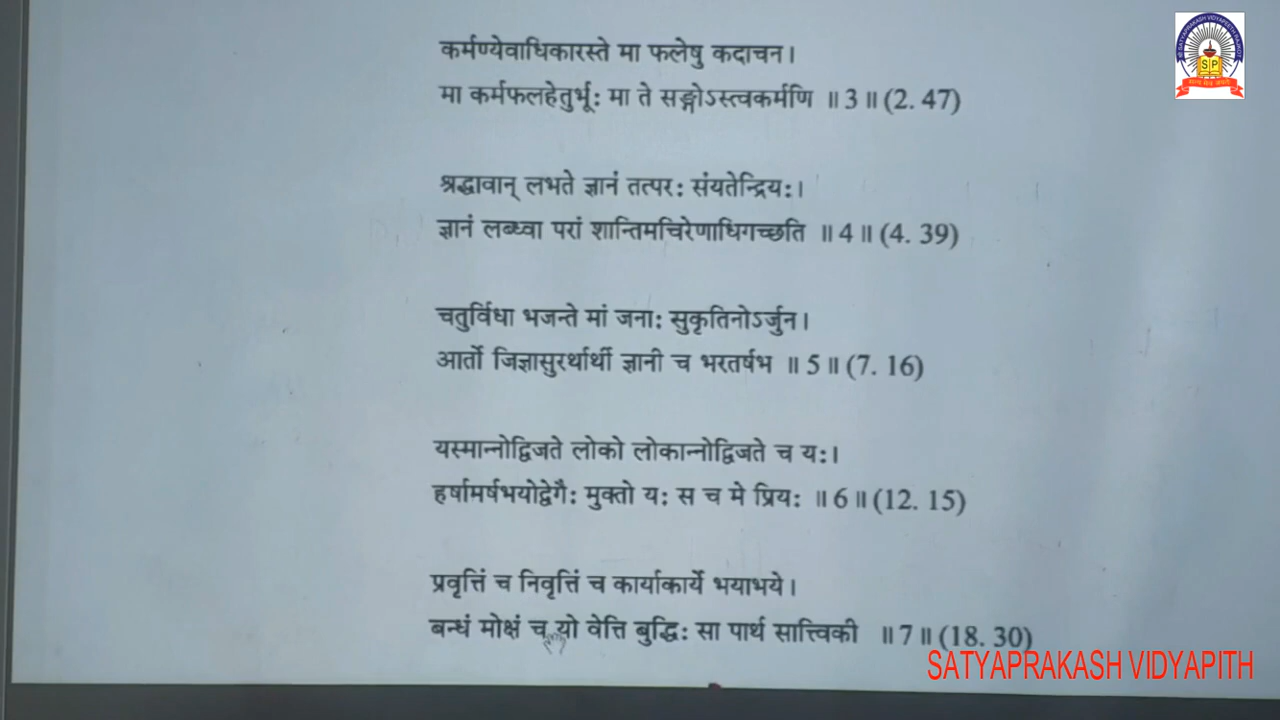 कर्मण्येवाधिकारस्ते मा फलेषु कदाचन।
मा कर्मफलहेतुर्भूः मा ते सङ्गोऽस्त्वकर्मणि ॥3॥ (2. 47)
श्रद्धावान् लभते ज्ञानं तत्परः संयतेन्द्रियः।
ज्ञानं लब्ध्वा परां शान्तिमचिरेणाधिगच्छति ॥4॥ (4. 39)
चतुर्विधा भजन्ते मां जनाः सुकृतिनोऽर्जुन।
आर्तो जिज्ञासुरर्थार्थी ज्ञानी च भरतर्षभ ॥5॥ (7. 16)
यस्मान्नोद्विजते लोको लोकान्नोद्विजते च यः।
हर्षामर्षभयोद्वेगैः मुक्तो यः स च मे प्रियः ॥6॥ (12. 15)
प्रवृत्तिं च निवृत्तिं च कार्याकार्ये भयाभये।
बन्धं मोक्षं च यो वेत्ति बुद्धिः सा पार्थ सात्त्विकी ॥7॥ (18. 30)
SATYAPRAKASH VIDYAPITH
SP